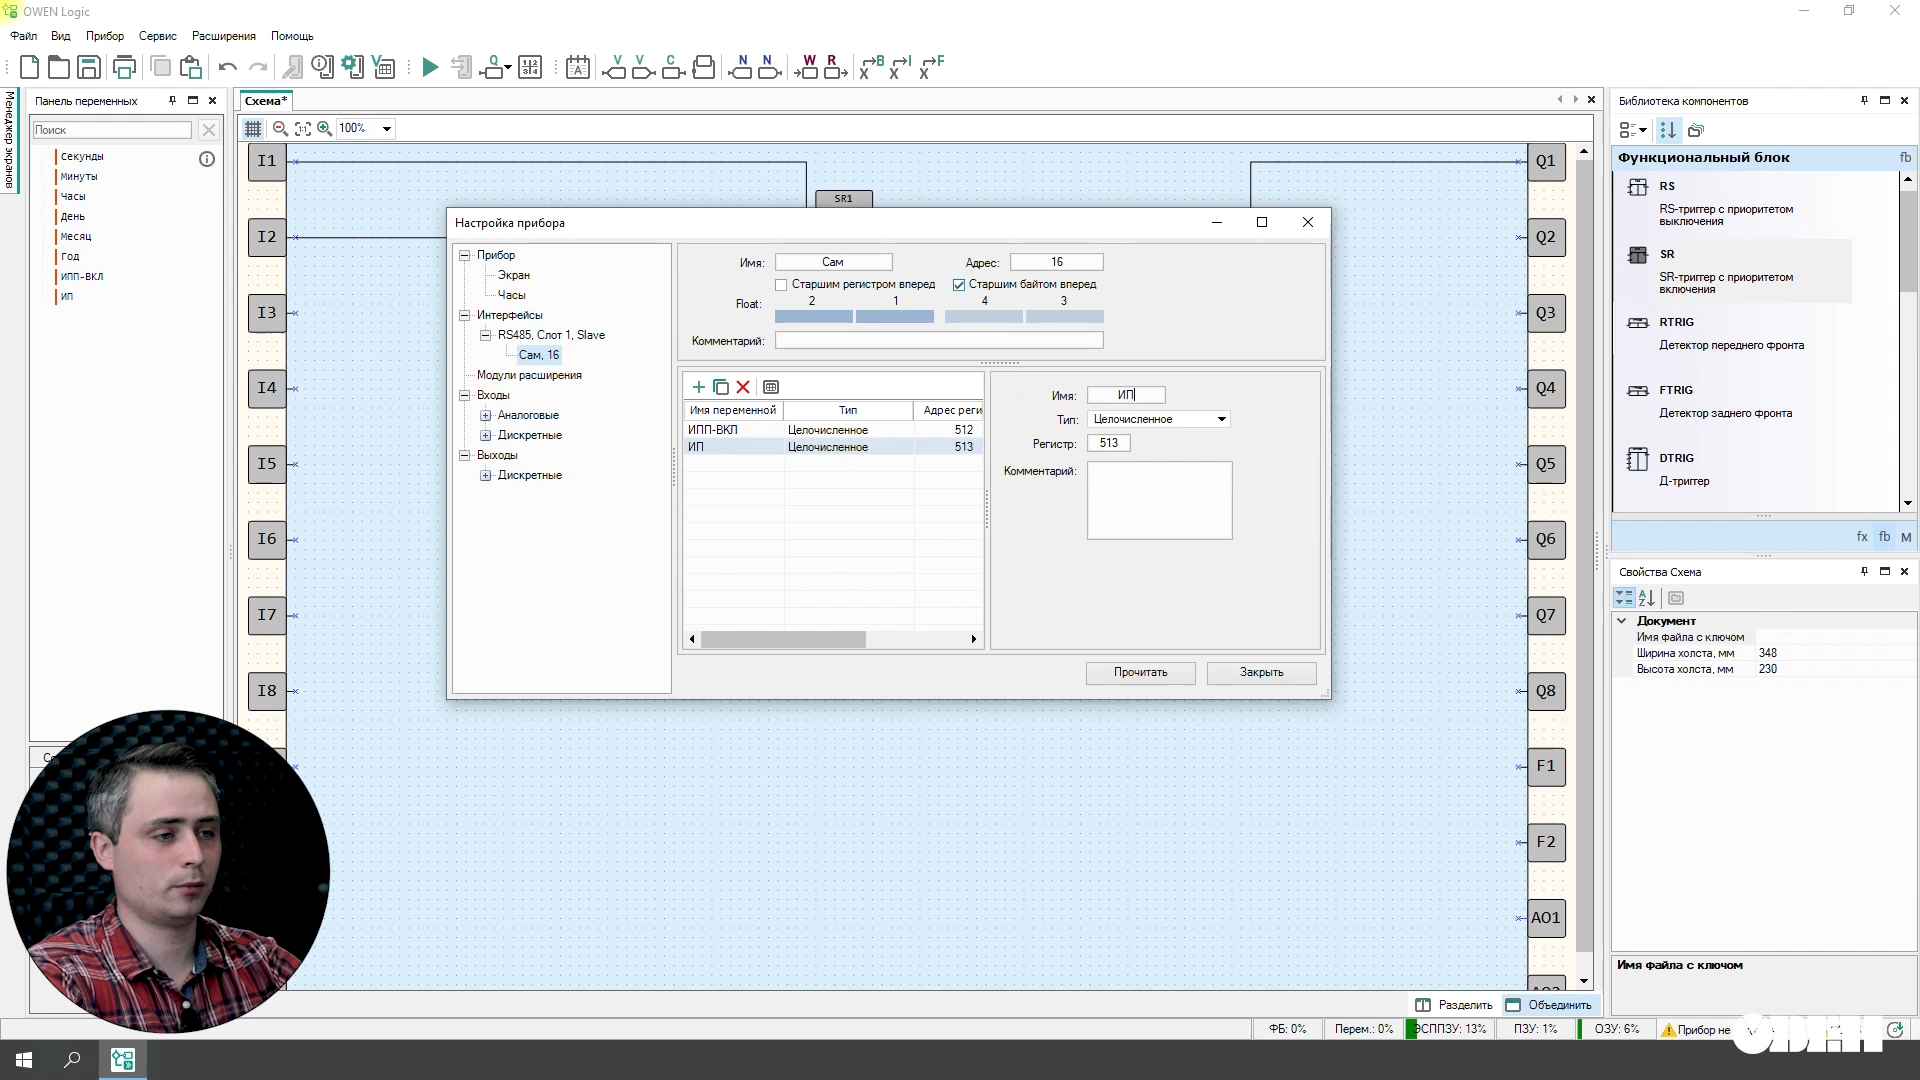 OWEN Logic
Файл Вид Прибор Сервис Расширения Помощь
Менеджер экранов
Панель переменных
Поиск
Секунды
Минуты
Часы
День
Месяц
Год
ИПП-ВКЛ
ИП
Схема*
100%
I1
I2
I3
I4
I5
I6
I7
I8
SR1
Q1
Q2
Q3
Q4
Q5
Q6
Q7
Q8
F1
F2
AO1
Настройка прибора
Прибор
Экран
Часы
Интерфейсы
RS485, Слот 1, Slave
Сам, 16
Модули расширения
Входы
Аналоговые
Дискретные
Выходы
Дискретные
Имя: Сам Адрес: 16
Старшим регистром вперед Старшим байтом вперед
Float: 2 1 4 3
Комментарий:
Имя переменной Тип Адрес реги
ИПП-ВКЛ Целочисленное 512
ИП Целочисленное 513
Имя: ИП
Тип: Целочисленное
Регистр: 513
Комментарий:
Прочитать Закрыть
Библиотека компонентов
Функциональный блок fb
RS
RS-триггер с приоритетом
выключения
SR
SR-триггер с приоритетом
включения
RTRIG
Детектор переднего фронта
FTRIG
Детектор заднего фронта
DTRIG
Д-триггер
fx fb M
Свойства Схема
Документ
Имя файла с ключом
Ширина холста, мм 348
Высота холста, мм 230
Имя файла с ключом
Разделить Объединить
ФБ: 0% Перем.: 0% ЭСППЗУ: 13% ПЗУ: 1% ОЗУ: 6% Прибор не